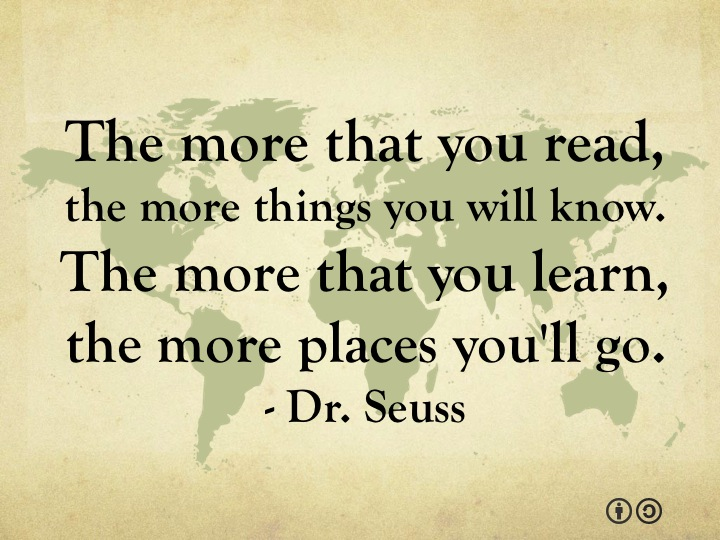 The more that you read,
the more things you will know.
The more that you learn,
the more places you'll go.
- Dr. Seuss